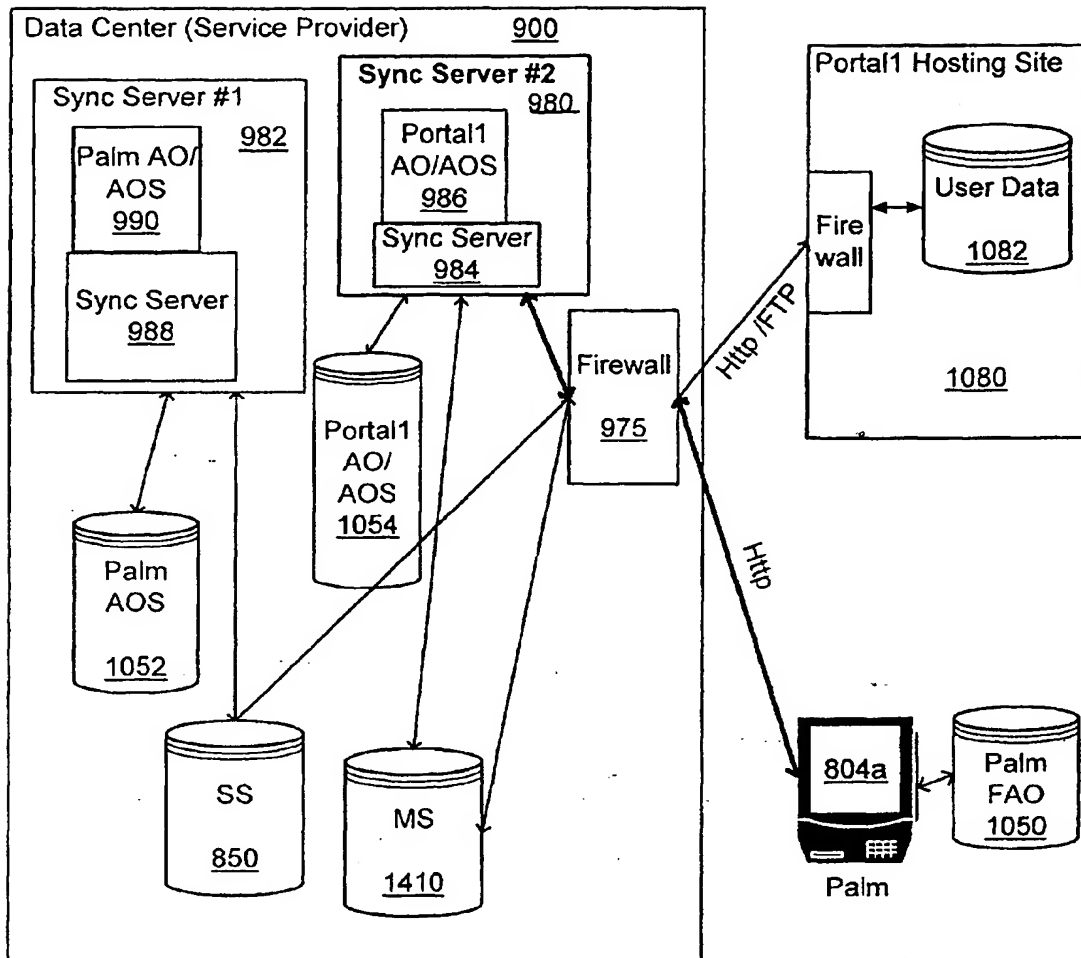 Data Center (Service Provider) 900
Sync Server #1
982
Palm AO/
AOS
990
Sync Server
988
Sync Server #2
980
Portal1
AO/AOS
986
Sync Server
984
Portal1
AO/
AOS
1054
Firewall
975
Palm
AOS
1052
SS
850
MS
1410
Http /FTP
Http
Portal1 Hosting Site
Fire
wall
User Data
1082
1080
804a
Palm
Palm
FAO
1050